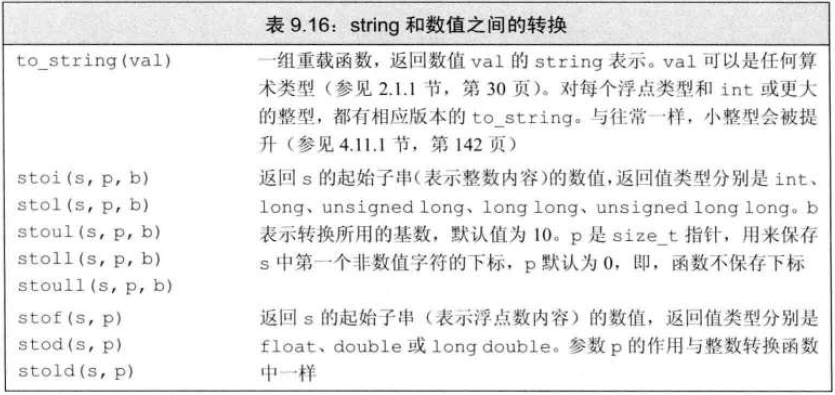 表 9.16：string 和数值之间的转换
to_string(val) 一组重载函数，返回数值 val 的 string 表示。val 可以是任何算
术类型（参见 2.1.1 节，第 30 页）。对每个浮点类型和 int 或更大
的整型，都有相应版本的 to_string。与往常一样，小整型会被提
升（参见 4.11.1 节，第 142 页）
stoi(s, p, b) 返回 s 的起始子串（表示整数内容）的数值，返回值类型分别是 int、
stol(s, p, b) long、unsigned long、long long、unsigned long long。b
stoul(s, p, b) 表示转换所用的基数，默认值为 10。p 是 size_t 指针，用来保存
stoll(s, p, b) s 中第一个非数值字符的下标，p 默认为 0，即，函数不保存下标
stoull(s, p, b)
stof(s, p) 返回 s 的起始子串（表示浮点数内容）的数值，返回值类型分别是
stod(s, p) float、double 或 long double。参数 p 的作用与整数转换函数
stold(s, p) 中一样